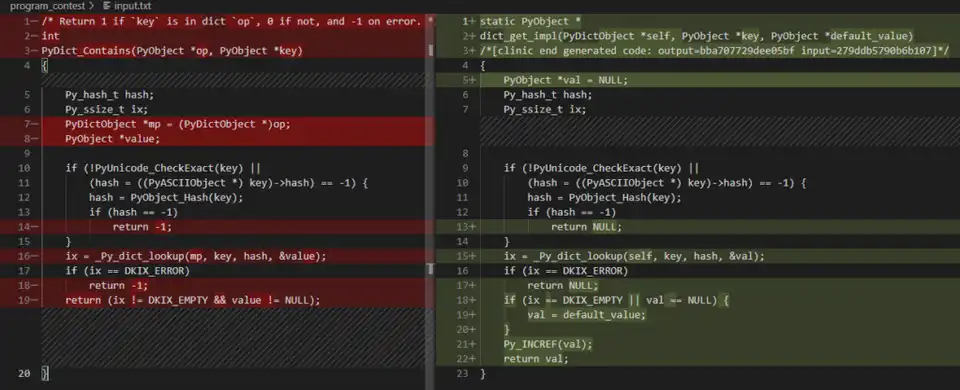 program_contest > input.txt
1− /* Return 1 if `key` is in dict `op`, 0 if not, and -1 on error. *
2− int
3− PyDict_Contains(PyObject *op, PyObject *key)
4 {
5 Py_hash_t hash;
6 Py_ssize_t ix;
7− PyDictObject *mp = (PyDictObject *)op;
8− PyObject *value;
9
10 if (!PyUnicode_CheckExact(key) ||
11 (hash = ((PyASCIIObject *) key)->hash) == -1) {
12 hash = PyObject_Hash(key);
13 if (hash == -1)
14− return -1;
15 }
16− ix = _Py_dict_lookup(mp, key, hash, &value);
17 if (ix == DKIX_ERROR)
18− return -1;
19− return (ix != DKIX_EMPTY && value != NULL);
20 }
1+ static PyObject *
2+ dict_get_impl(PyDictObject *self, PyObject *key, PyObject *default_value)
3+ /*[clinic end generated code: output=bba707729dee05bf input=279ddb5790b6b107]*/
4 {
5+ PyObject *val = NULL;
6 Py_hash_t hash;
7 Py_ssize_t ix;
8
9 if (!PyUnicode_CheckExact(key) ||
10 (hash = ((PyASCIIObject *) key)->hash) == -1) {
11 hash = PyObject_Hash(key);
12 if (hash == -1)
13+ return NULL;
14 }
15+ ix = _Py_dict_lookup(self, key, hash, &val);
16 if (ix == DKIX_ERROR)
17+ return NULL;
18+ if (ix == DKIX_EMPTY || val == NULL) {
19+ val = default_value;
20+ }
21+ Py_INCREF(val);
22+ return val;
23 }